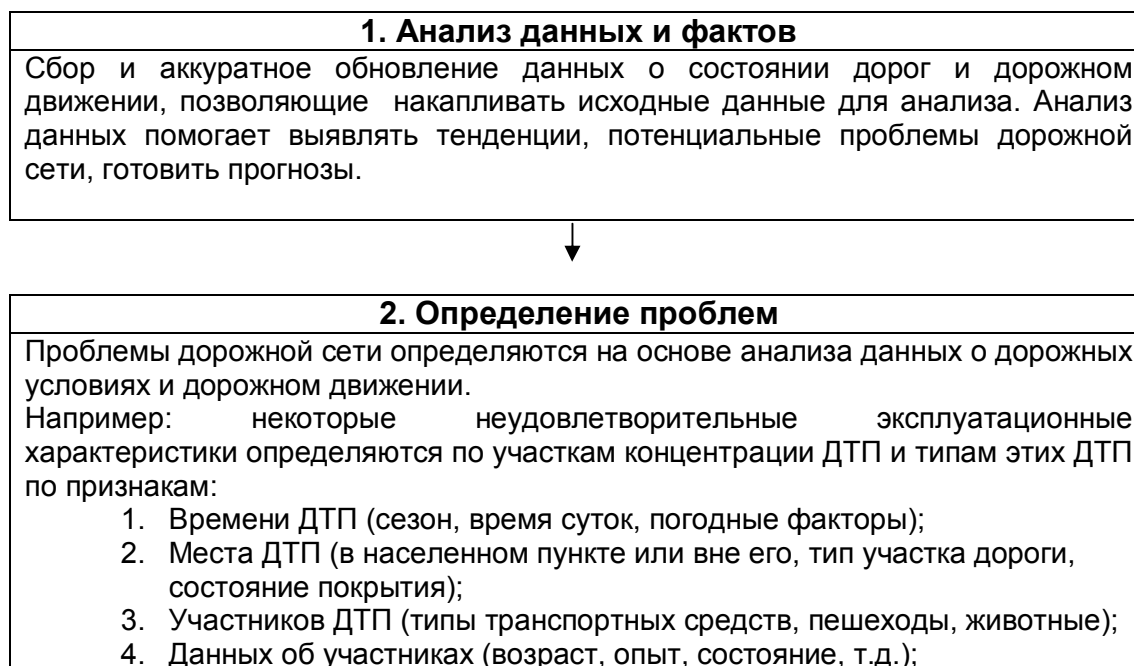 1. Анализ данных и фактов
Сбор и аккуратное обновление данных о состоянии дорог и дорожном
движении, позволяющие накапливать исходные данные для анализа. Анализ
данных помогает выявлять тенденции, потенциальные проблемы дорожной
сети, готовить прогнозы.
2. Определение проблем
Проблемы дорожной сети определяются на основе анализа данных о дорожных
условиях и дорожном движении.
Например: некоторые неудовлетворительные эксплуатационные
характеристики определяются по участкам концентрации ДТП и типам этих ДТП
по признакам:
1. Времени ДТП (сезон, время суток, погодные факторы);
2. Места ДТП (в населенном пункте или вне его, тип участка дороги,
состояние покрытия);
3. Участников ДТП (типы транспортных средств, пешеходы, животные);
4. Данных об участниках (возраст, опыт, состояние, т.д.);